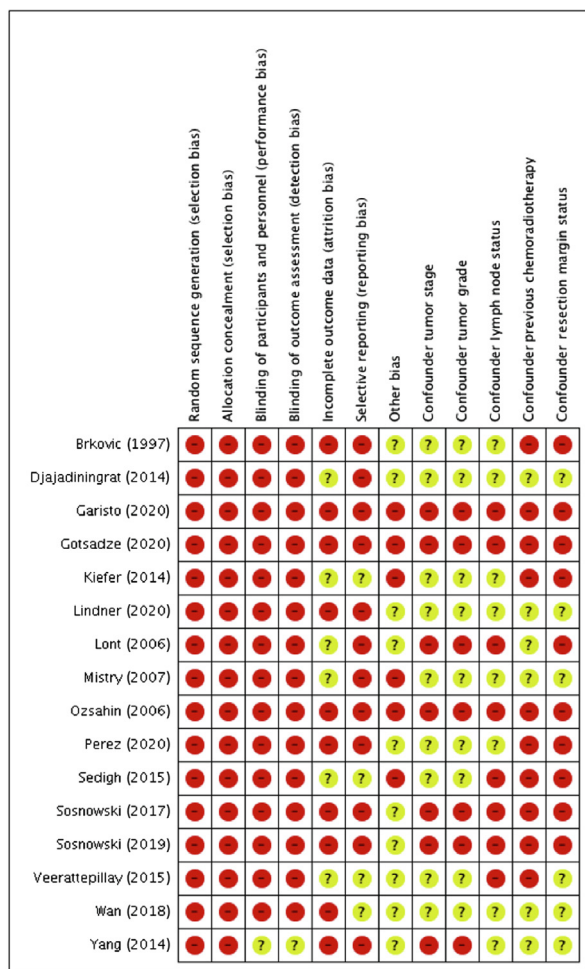 Random sequence generation (selection bias)
Allocation concealment (selection bias)
Blinding of participants and personnel (performance bias)
Blinding of outcome assessment (detection bias)
Incomplete outcome data (attrition bias)
Selective reporting (reporting bias)
Other bias
Confounder tumor stage
Confounder tumor grade
Confounder lymph node status
Confounder previous chemoradiotherapy
Confounder resection margin status
Brkovic (1997) - - - - - - ? ? ? ? - -
Djajadiningrat (2014) - - - - ? - ? ? ? ? ? ?
Garisto (2020) - - - - - - - - - - - -
Gotsadze (2020) - - - - - - - - - - - -
Kiefer (2014) - - - - ? ? - ? ? ? - -
Lindner (2020) - - - - - - ? ? ? ? ? ?
Lont (2006) - - - - ? - ? - - - ? -
Mistry (2007) - - - - ? - - ? ? ? ? ?
Ozsahin (2006) - - - - - - - - - - - -
Perez (2020) - - - - - - ? ? ? ? - -
Sedigh (2015) - - - - ? ? - ? ? - - -
Sosnowski (2017) - - - - - - ? - - - - -
Sosnowski (2019) - - - - - - ? - - - - -
Veerattepillay (2015) - - - - ? ? ? ? ? - - ?
Wan (2018) - - - - - ? ? ? ? ? ? ?
Yang (2014) - - ? ? - - ? - - ? ? ?